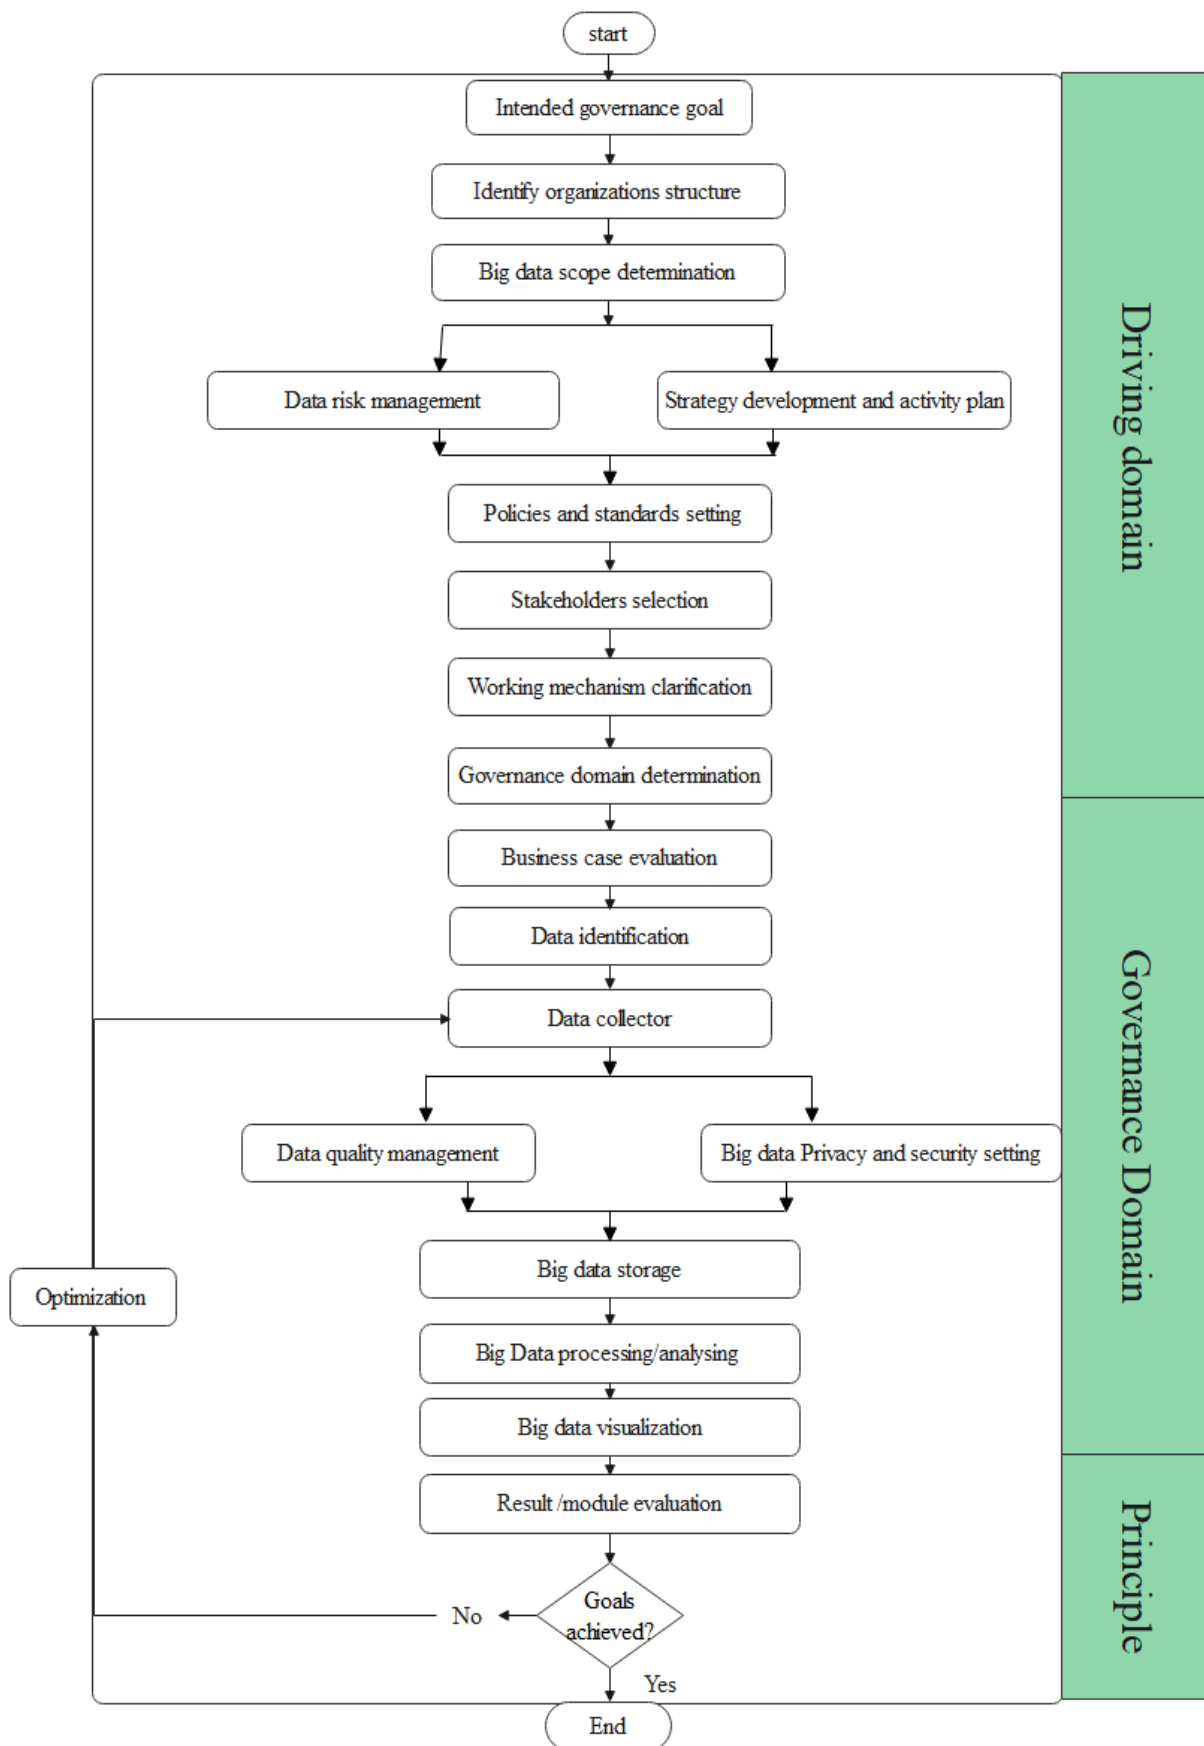 start
Intended governance goal
Identify organizations structure
Big data scope determination
Data risk management
Strategy development and activity plan
Policies and standards setting
Stakeholders selection
Working mechanism clarification
Governance domain determination
Business case evaluation
Data identification
Data collector
Data quality management
Big data Privacy and security setting
Big data storage
Optimization
Big Data processing/analysing
Big data visualization
Result /module evaluation
Goals
achieved?
No
Yes
End
Driving domain
Governance Domain
Principle